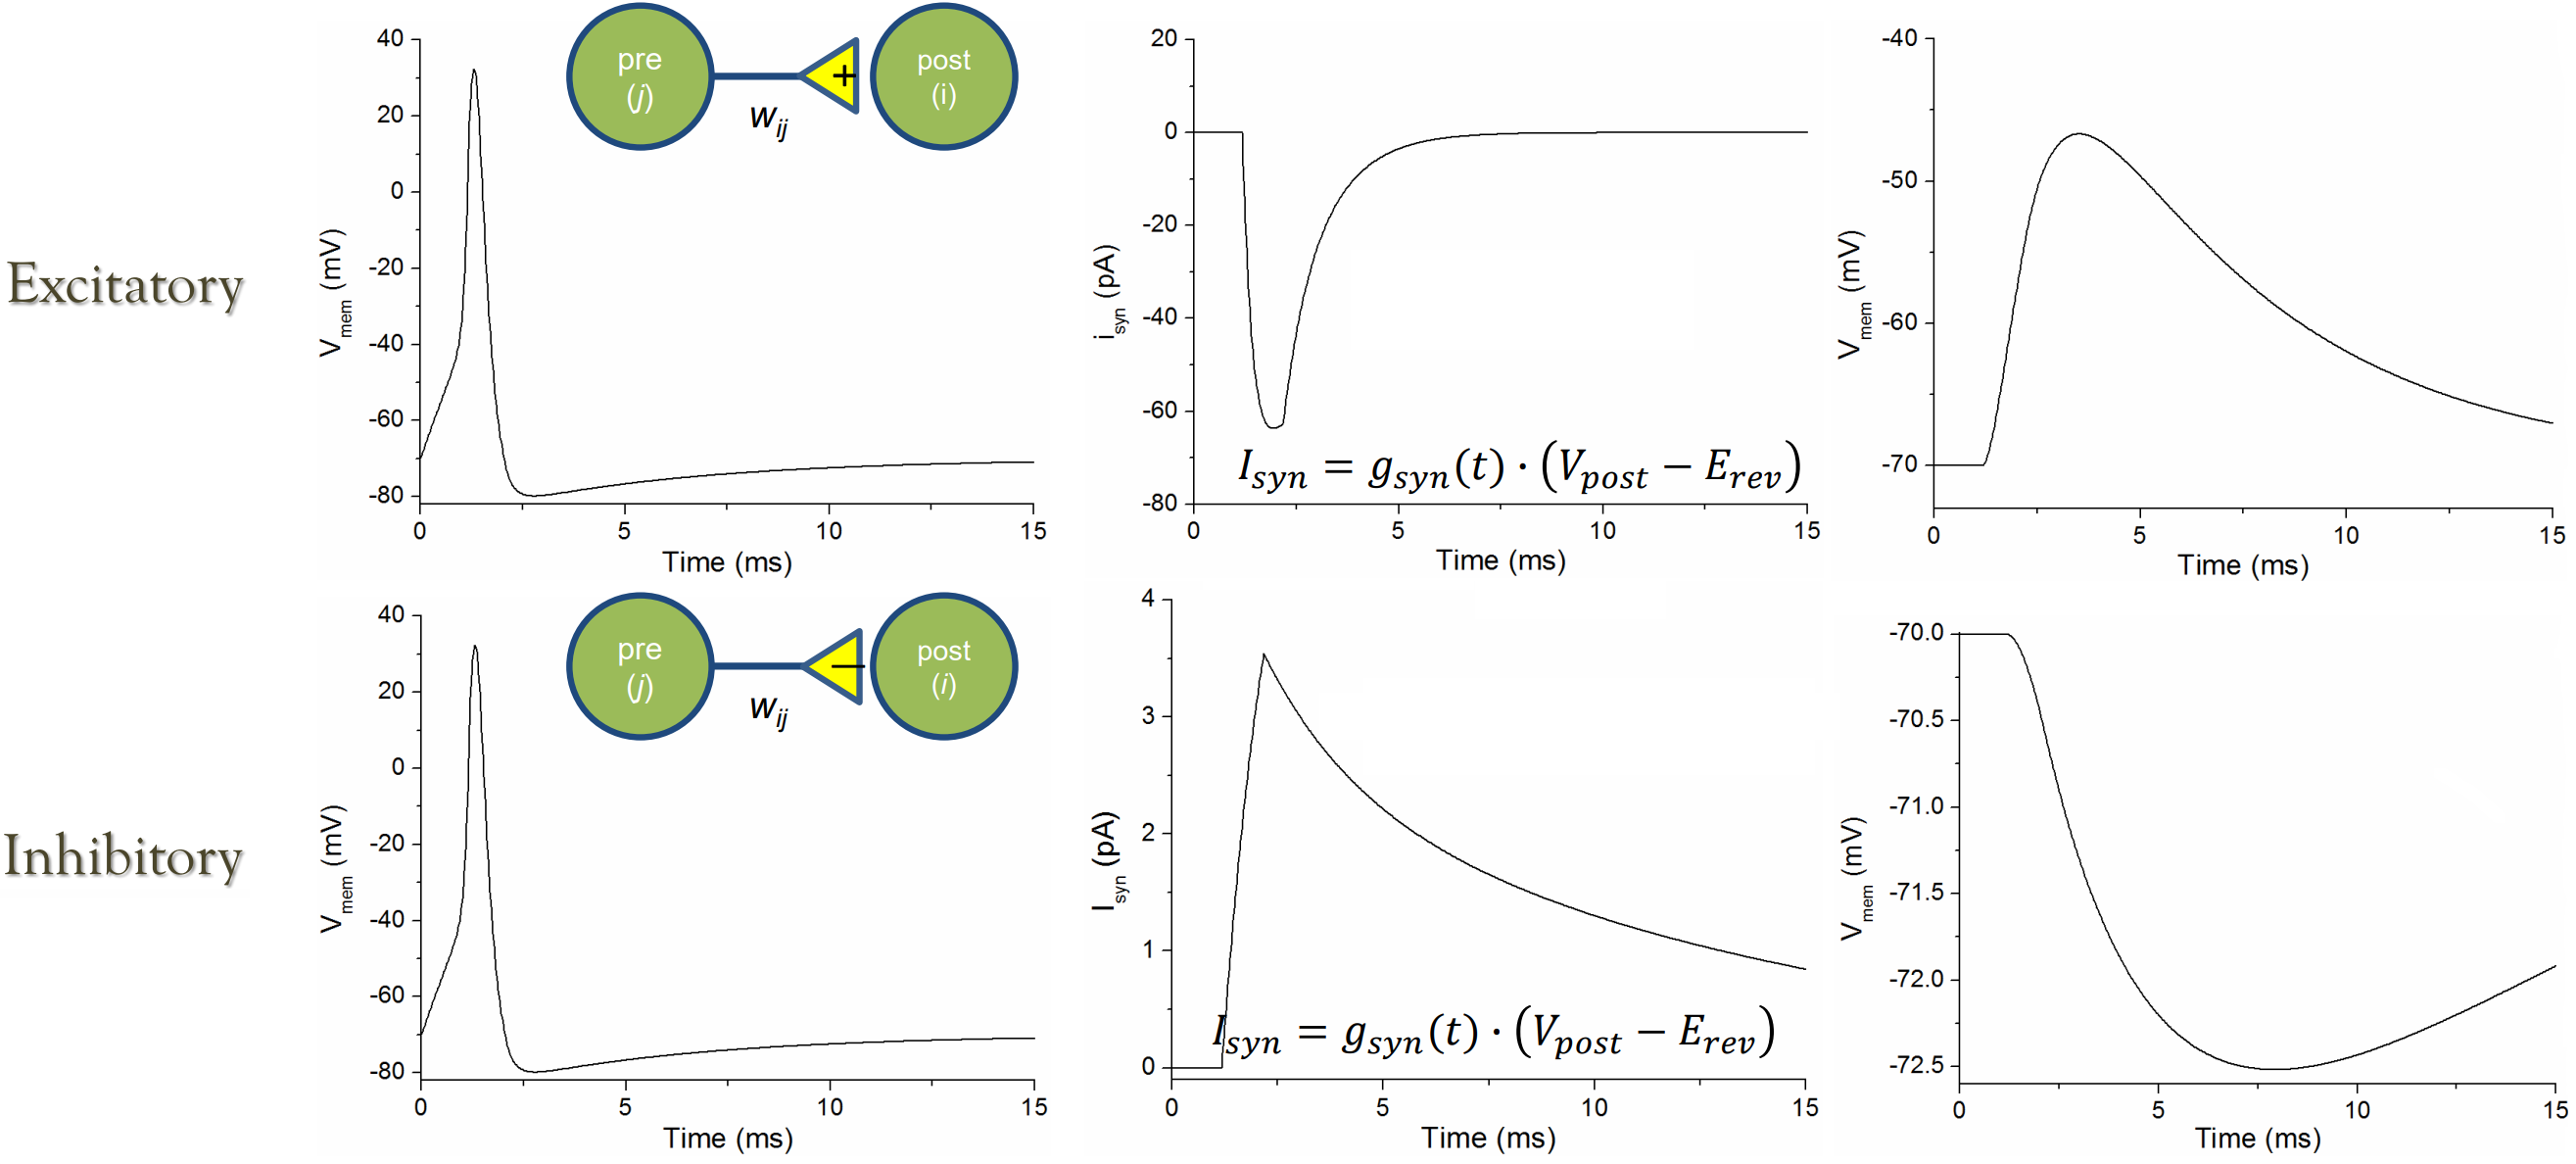 Excitatory
40
20
0
-20
-40
-60
-80
V_mem (mV)
0 5 10 15
Time (ms)
pre
(j)
w_ij
+
post
(i)
20
0
-20
-40
-60
-80
i_syn (pA)
I_syn = g_syn(t) · (V_post − E_rev)
0 5 10 15
Time (ms)
-40
-50
-60
-70
V_mem (mV)
0 5 10 15
Time (ms)
Inhibitory
40
20
0
-20
-40
-60
-80
V_mem (mV)
0 5 10 15
Time (ms)
pre
(j)
w_ij
—
post
(i)
4
3
2
1
0
I_syn (pA)
I_syn = g_syn(t) · (V_post − E_rev)
0 5 10 15
Time (ms)
-70.0
-70.5
-71.0
-71.5
-72.0
-72.5
V_mem (mV)
0 5 10 15
Time (ms)